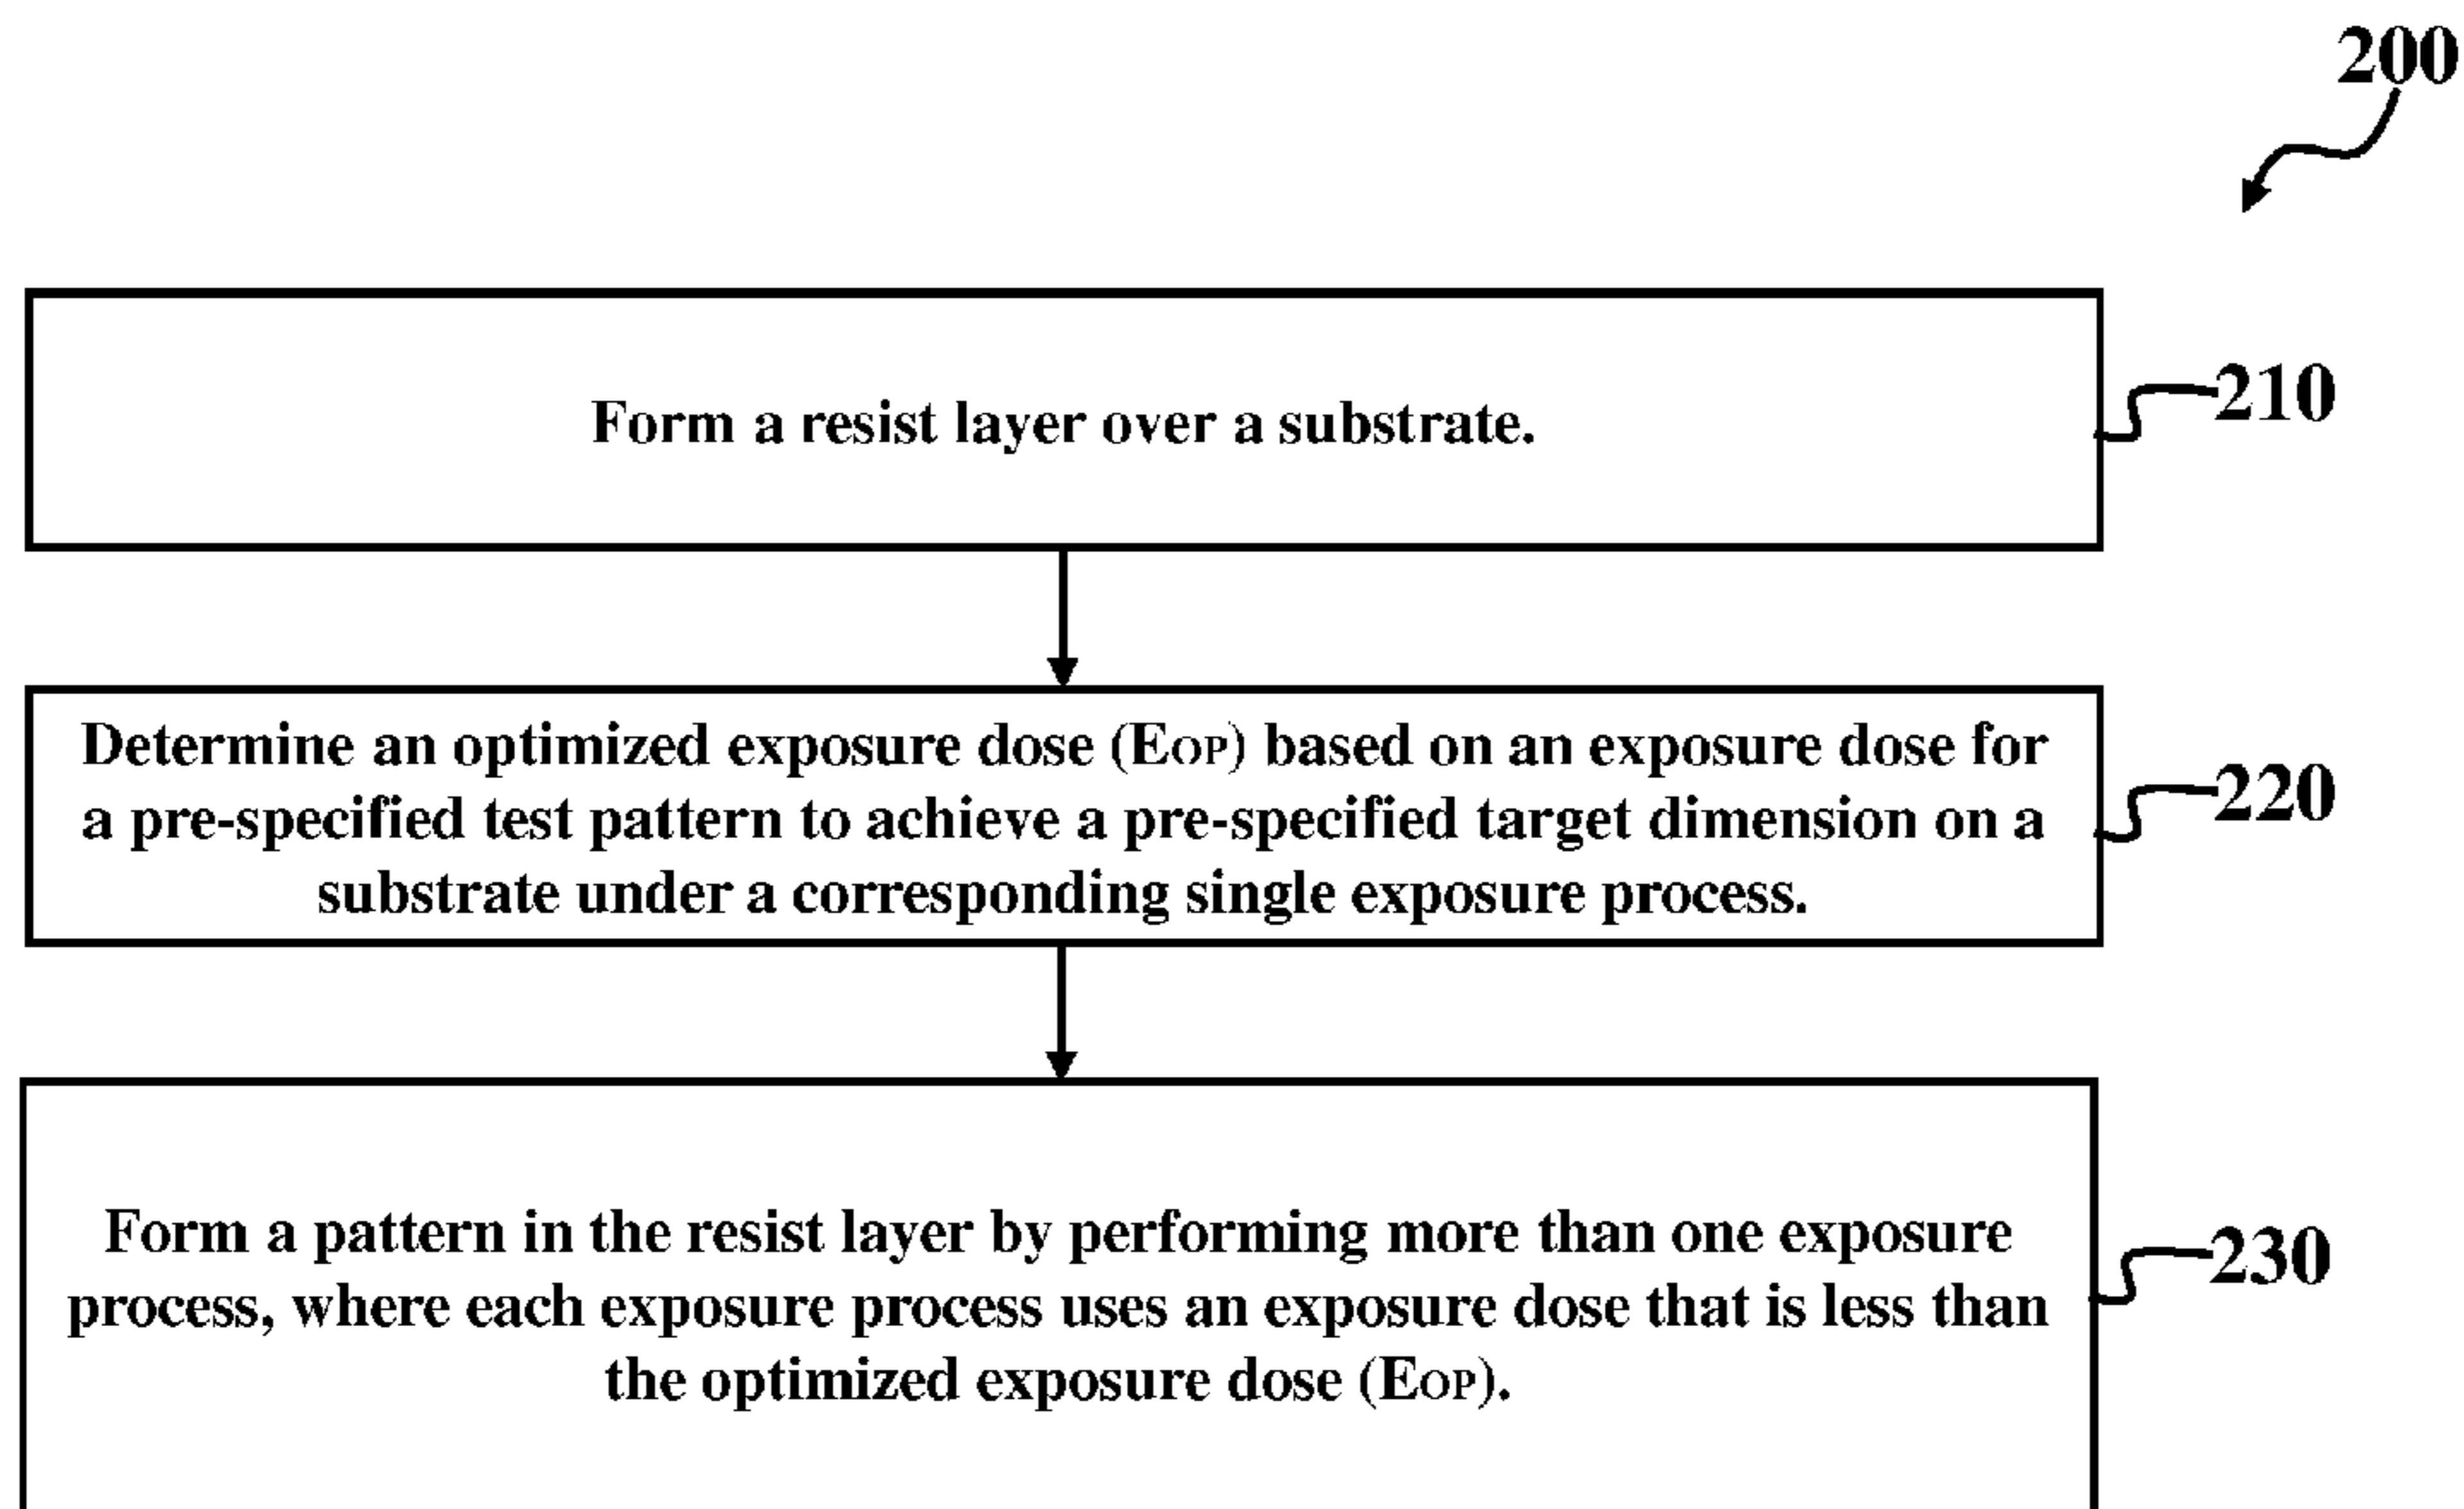 200
Form a resist layer over a substrate.
210
Determine an optimized exposure dose (EOP) based on an exposure dose for
a pre-specified test pattern to achieve a pre-specified target dimension on a
substrate under a corresponding single exposure process.
220
Form a pattern in the resist layer by performing more than one exposure
process, where each exposure process uses an exposure dose that is less than
the optimized exposure dose (EOP).
230